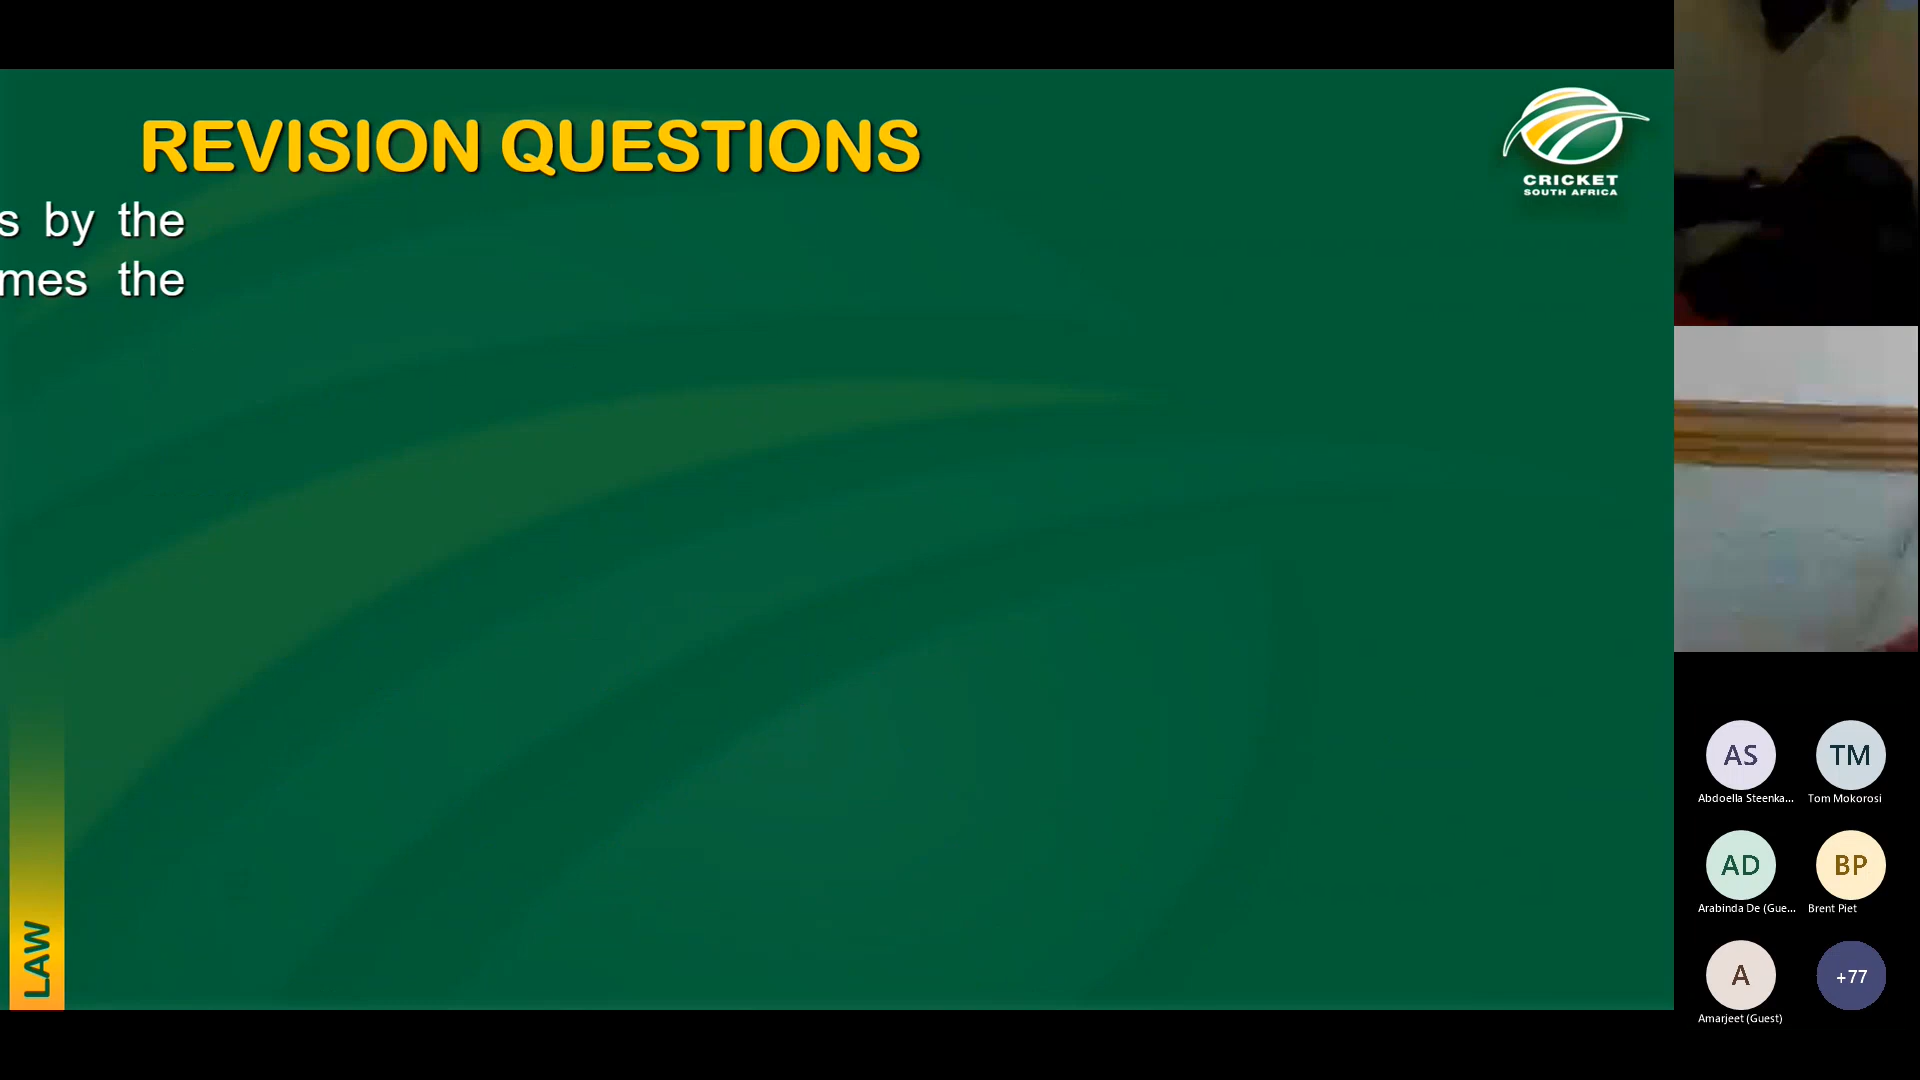 REVISION QUESTIONS
s by the
mes the
CRICKET
SOUTH AFRICA
LAW
AS
TM
Abdoella Steenka...
Tom Mokorosi
AD
BP
Arabinda De (Gue...
Brent Piet
A
+77
Amarjeet (Guest)